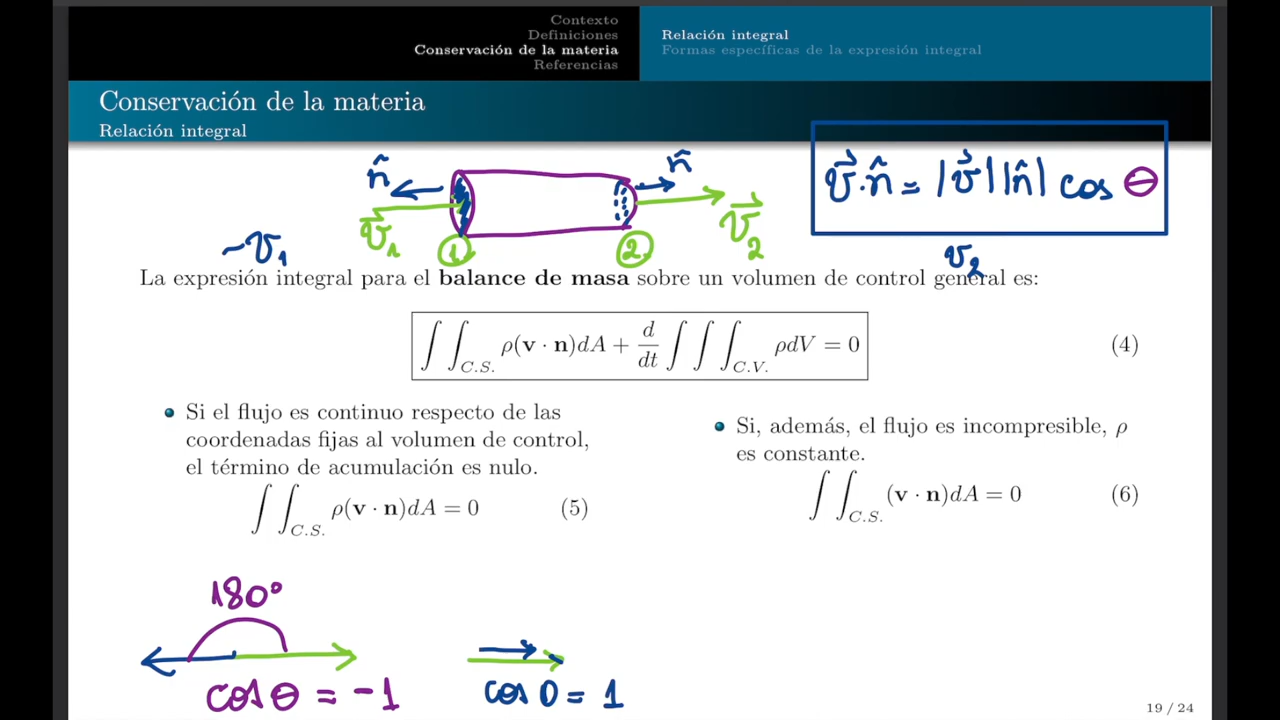 Contexto
Definiciones
Conservación de la materia
Referencias
Relación integral
Formas específicas de la expresión integral
Conservación de la materia
Relación integral
n̂
n̂
v⃗·n̂ = |v⃗| |n̂| cos θ
v⃗₁
v⃗₂
① ②
-v₁
v₂
La expresión integral para el balance de masa sobre un volumen de control general es:
∫∫_{C.S.} ρ(v · n)dA + d/dt ∫∫∫_{C.V.} ρdV = 0 (4)
Si el flujo es continuo respecto de las
coordenadas fijas al volumen de control,
el término de acumulación es nulo.
∫∫_{C.S.} ρ(v · n)dA = 0 (5)
Si, además, el flujo es incompresible, ρ
es constante.
∫∫_{C.S.} (v · n)dA = 0 (6)
180°
cos θ = -1
cos 0 = 1
19 / 24